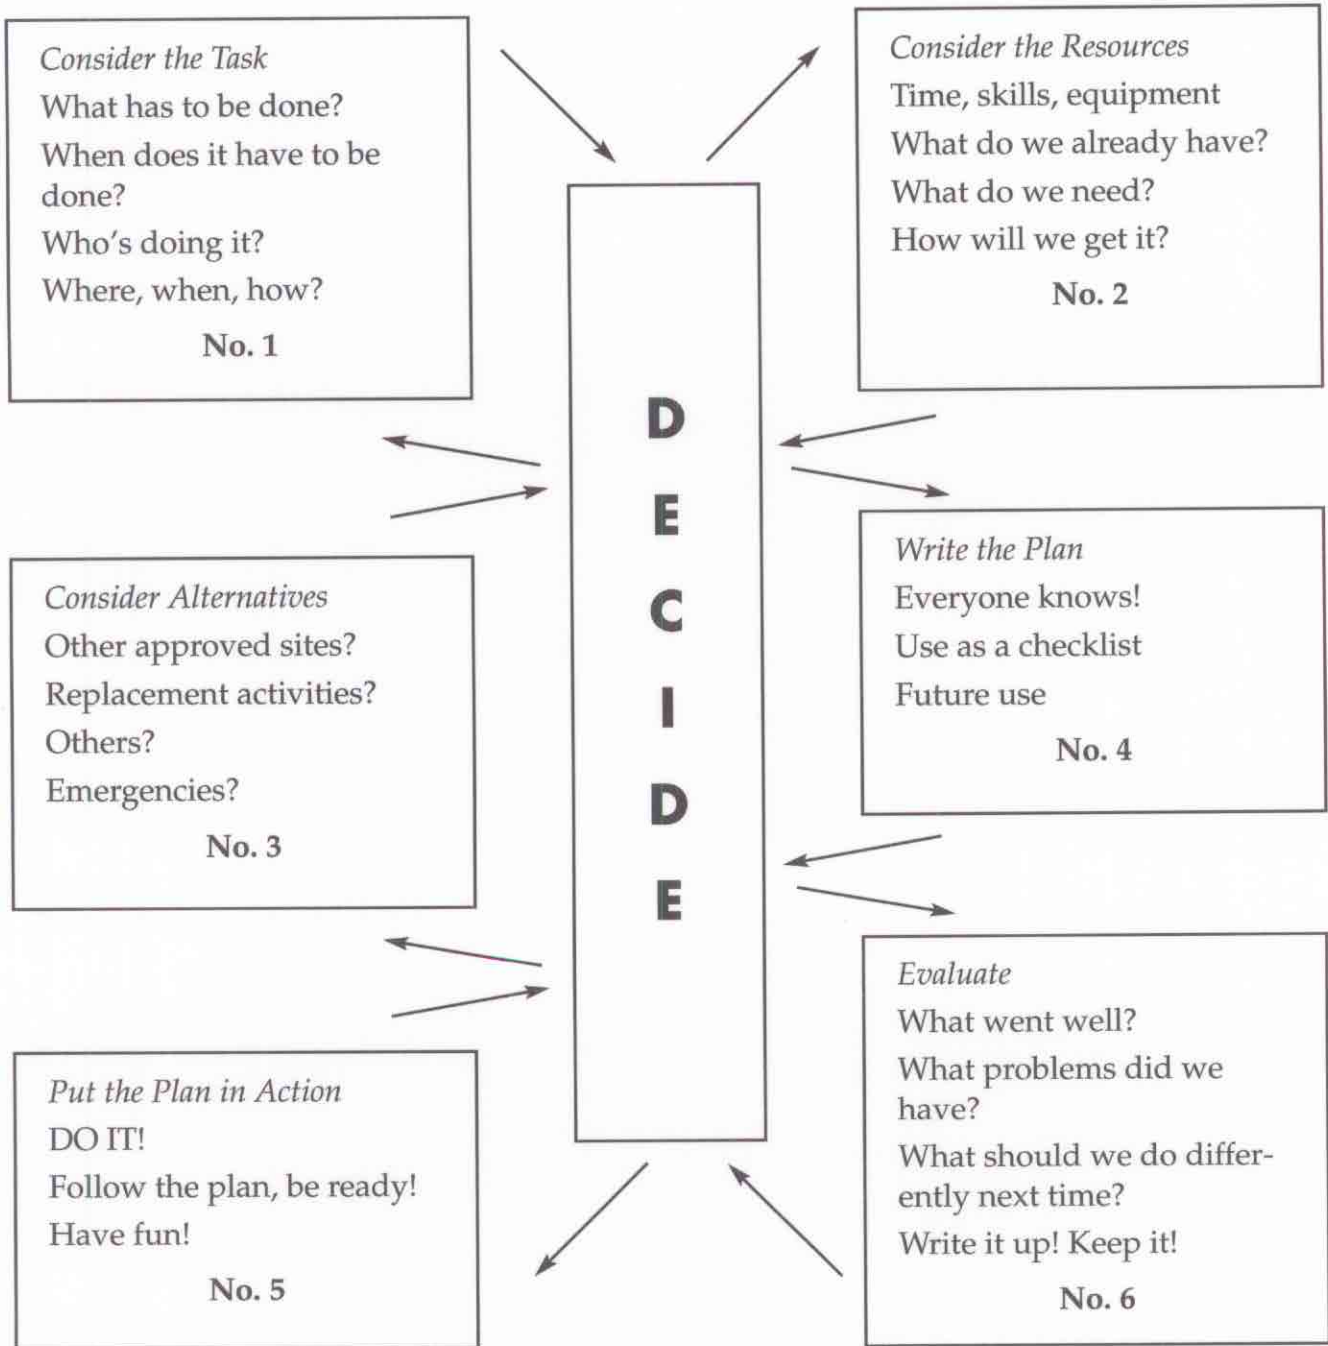 Consider the Task
What has to be done?
When does it have to be
done?
Who's doing it?
Where, when, how?
No. 1
Consider the Resources
Time, skills, equipment
What do we already have?
What do we need?
How will we get it?
No. 2
Consider Alternatives
Other approved sites?
Replacement activities?
Others?
Emergencies?
No. 3
D
E
C
I
D
E
Write the Plan
Everyone knows!
Use as a checklist
Future use
No. 4
Put the Plan in Action
DO IT!
Follow the plan, be ready!
Have fun!
No. 5
Evaluate
What went well?
What problems did we
have?
What should we do differ-
ently next time?
Write it up! Keep it!
No. 6